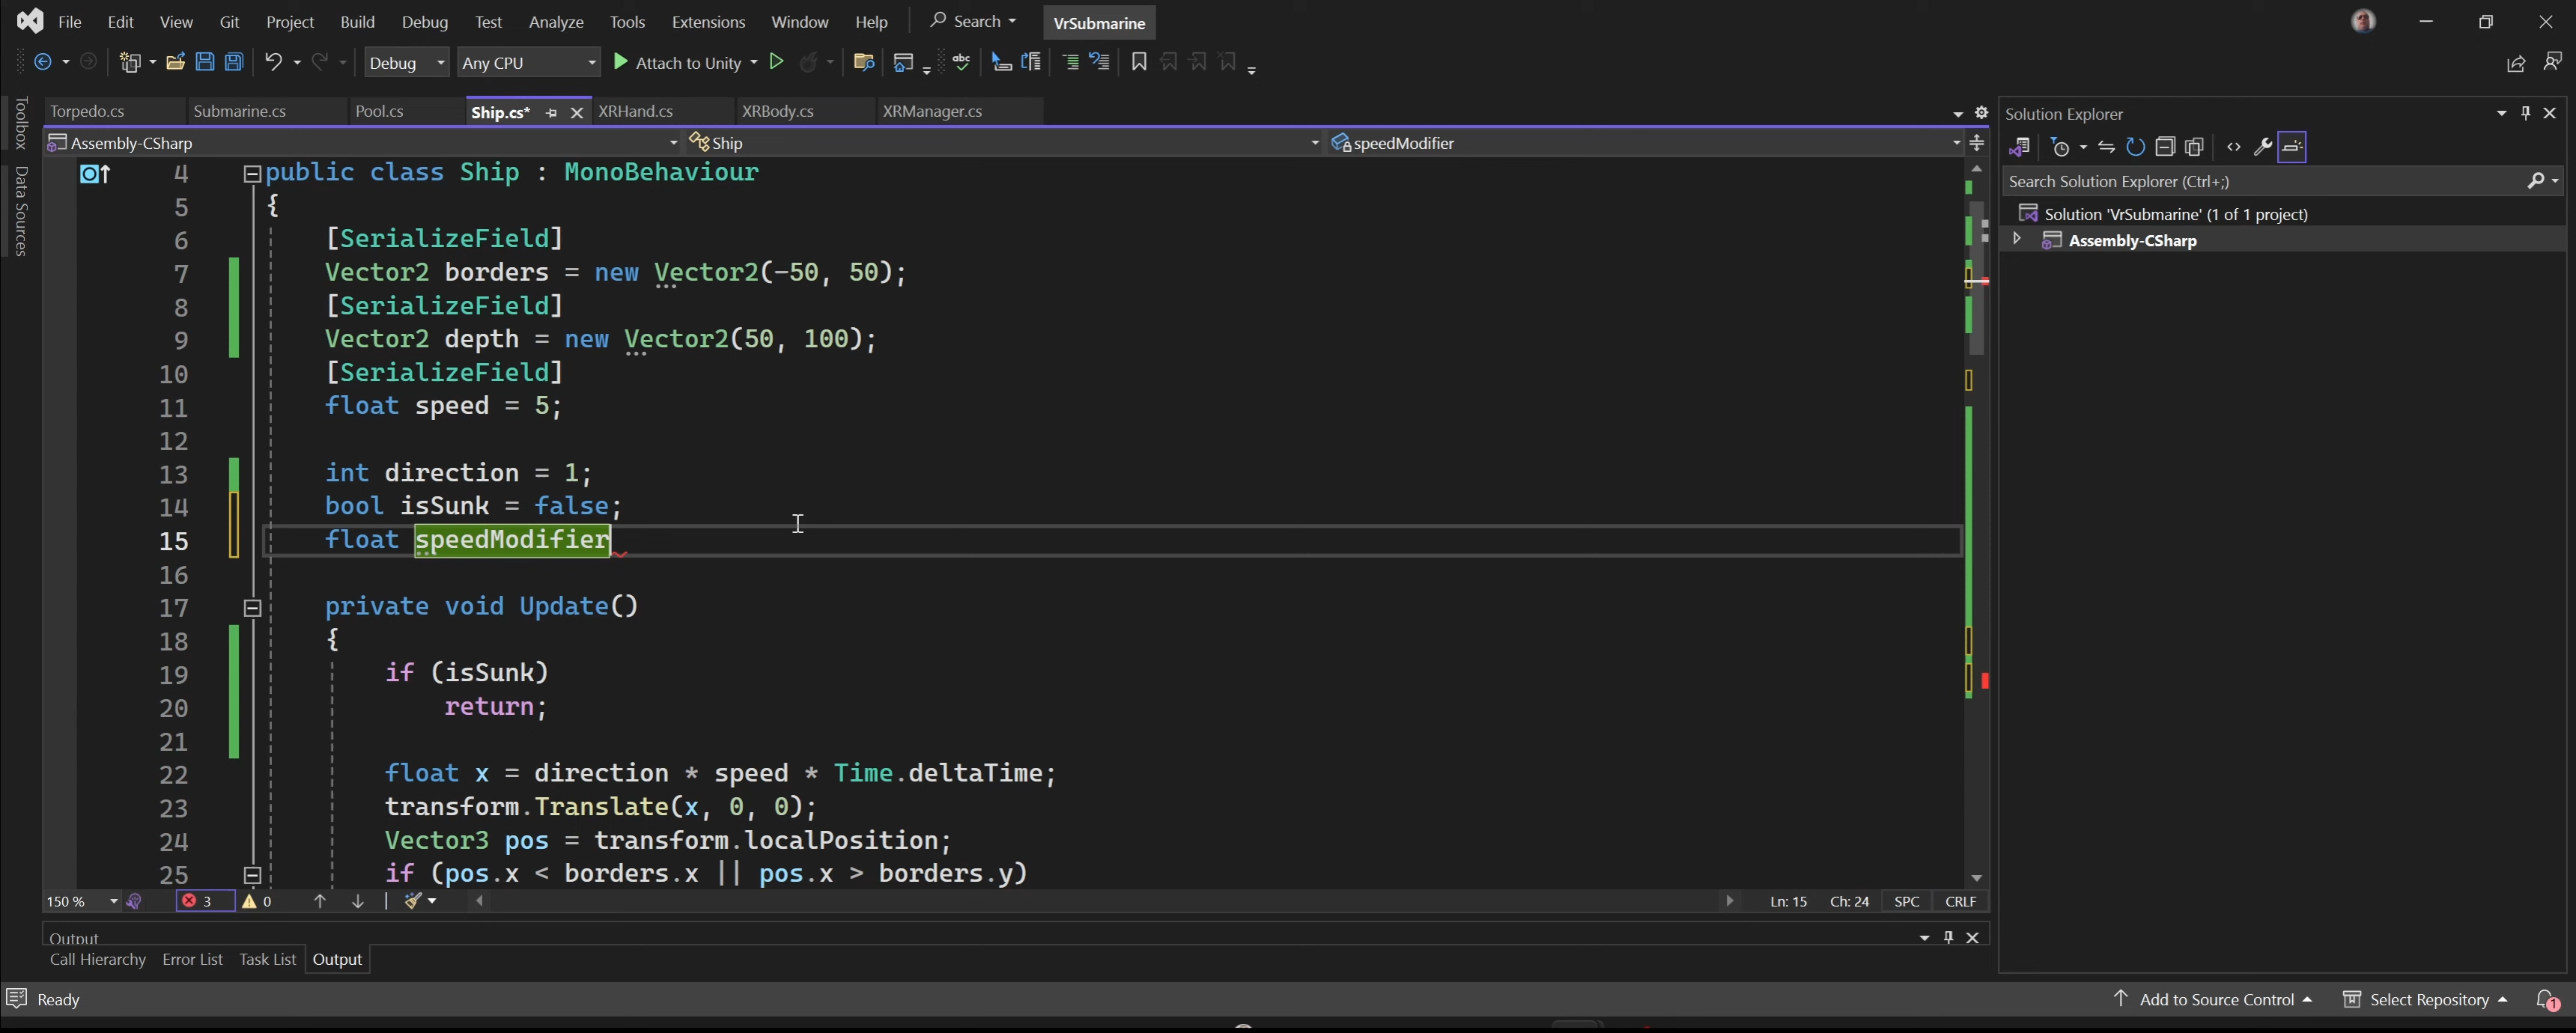 File Edit View Git Project Build Debug Test Analyze Tools Extensions Window Help Search VrSubmarine
Debug Any CPU Attach to Unity
Torpedo.cs Submarine.cs Pool.cs Ship.cs* XRHand.cs XRBody.cs XRManager.cs
Assembly-CSharp Ship speedModifier
Toolbox
Data Sources
4 public class Ship : MonoBehaviour
5 {
6 [SerializeField]
7 Vector2 borders = new Vector2(-50, 50);
8 [SerializeField]
9 Vector2 depth = new Vector2(50, 100);
10 [SerializeField]
11 float speed = 5;
12
13 int direction = 1;
14 bool isSunk = false;
15 float speedModifier
16
17 private void Update()
18 {
19 if (isSunk)
20 return;
21
22 float x = direction * speed * Time.deltaTime;
23 transform.Translate(x, 0, 0);
24 Vector3 pos = transform.localPosition;
25 if (pos.x < borders.x || pos.x > borders.y)
150 % 3 0 Ln: 15 Ch: 24 SPC CRLF
Output
Call Hierarchy Error List Task List Output
Solution Explorer
Search Solution Explorer (Ctrl+;)
Solution 'VrSubmarine' (1 of 1 project)
Assembly-CSharp
Ready Add to Source Control Select Repository 1